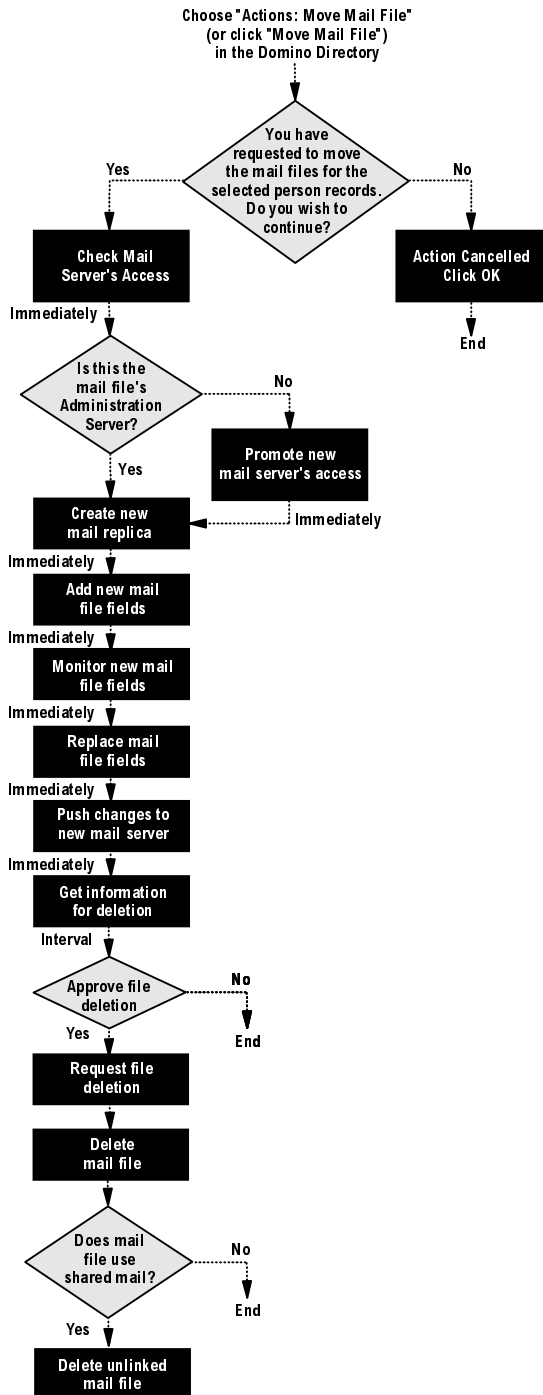 Choose "Actions: Move Mail File"
(or click "Move Mail File")
in the Domino Directory
You have
requested to move
the mail files for the
selected person records.
Do you wish to
continue?
Yes
No
Check Mail
Server's Access
Action Cancelled
Click OK
Immediately
End
Is this the
mail file's
Administration
Server?
No
Promote new
mail server's access
Yes
Create new
mail replica
Immediately
Immediately
Add new mail
file fields
Immediately
Monitor new mail
file fields
Immediately
Replace mail
file fields
Immediately
Push changes to
new mail server
Immediately
Get information
for deletion
Interval
Approve file
deletion
No
End
Yes
Request file
deletion
Delete
mail file
Does mail
file use
shared mail?
No
End
Yes
Delete unlinked
mail file